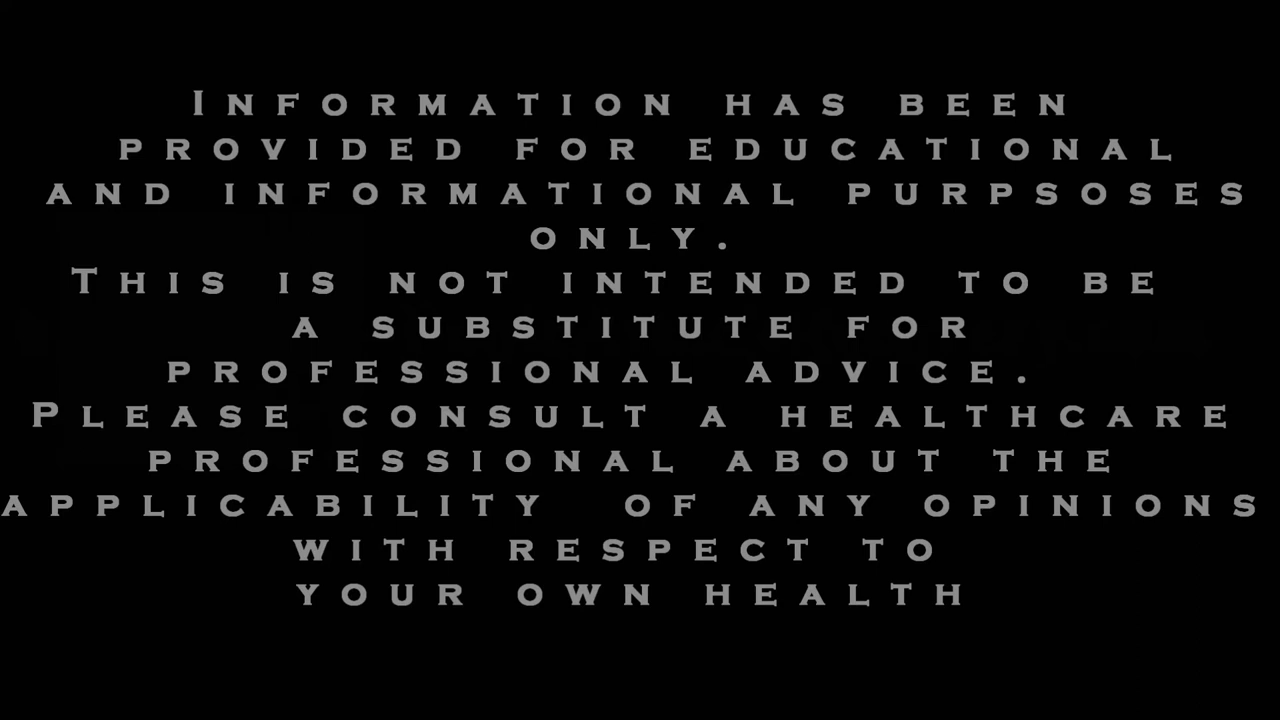 Information has been
provided for educational
and informational purpsoses
only.
This is not intended to be
a substitute for
professional advice.
Please consult a healthcare
professional about the
applicability of any opinions
with respect to
your own health